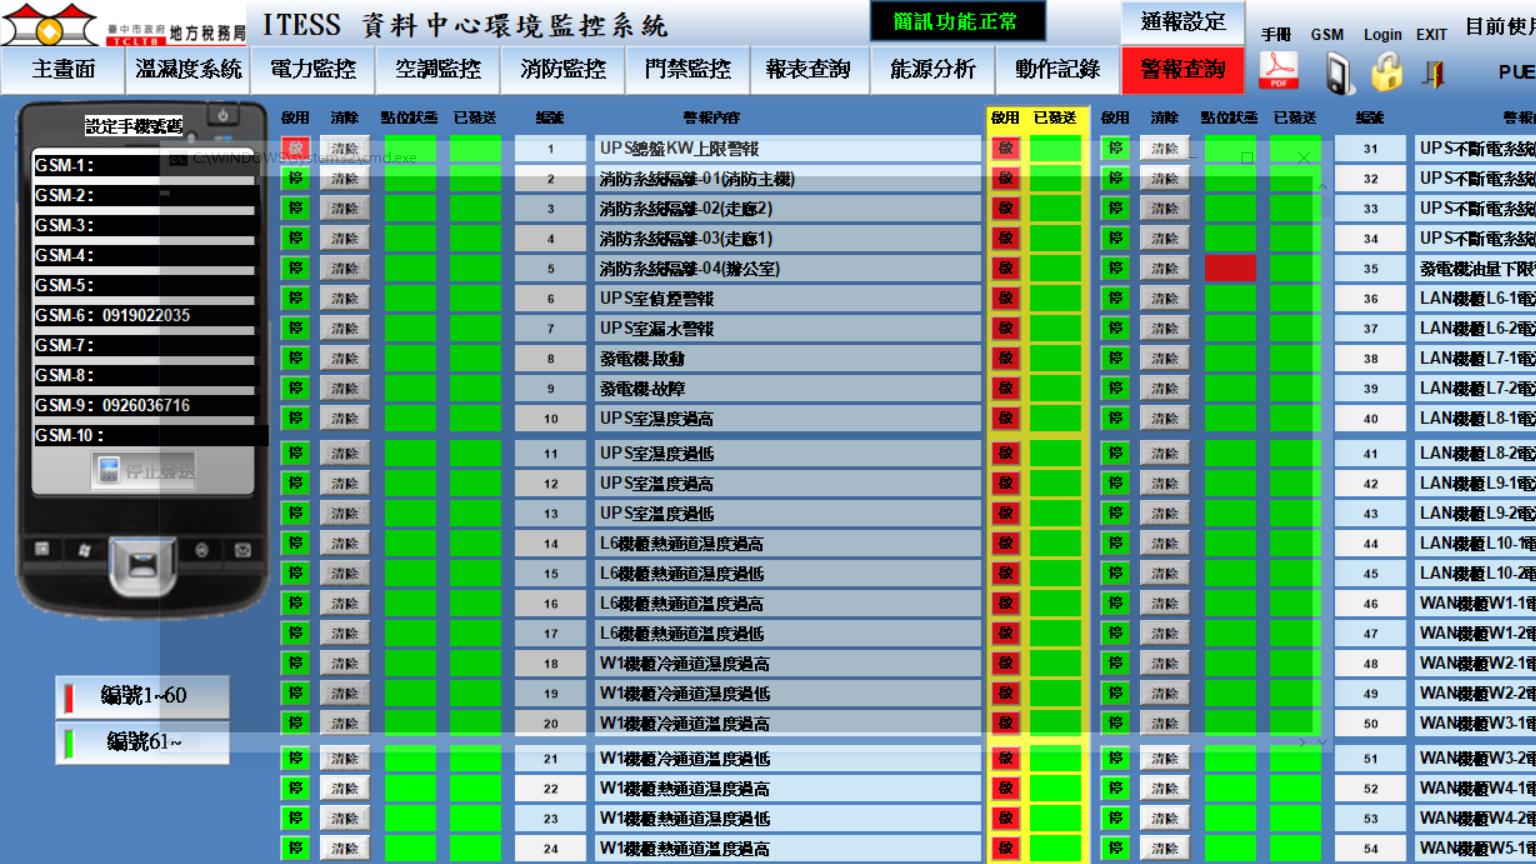 臺中市政府 地方稅務局
TCLTB
ITESS 資料中心環境監控系統
簡訊功能正常
通報設定
手冊 GSM Login EXIT
目前使用
主畫面 溫濕度系統 電力監控 空調監控 消防監控 門禁監控 報表查詢 能源分析 動作記錄 警報查詢
PDF
PUE
設定手機號碼
GSM-1:
GSM-2:
GSM-3:
GSM-4:
GSM-5:
GSM-6: 0919022035
GSM-7:
GSM-8:
GSM-9: 0926036716
GSM-10 :
停止發送
編號1~60
編號61~
C:\WINDOWS\system32\cmd.exe
啟用 清除 點位狀態 已發送 編號 警報內容 啟用 已發送
啟 清除 1 UPS總盤KW上限警報 啟
停 清除 2 消防系統隔離-01(消防主機) 啟
停 清除 3 消防系統隔離-02(走廊2) 啟
停 清除 4 消防系統隔離-03(走廊1) 啟
停 清除 5 消防系統隔離-04(辦公室) 啟
停 清除 6 UPS室偵煙警報 啟
停 清除 7 UPS室漏水警報 啟
停 清除 8 發電機-啟動 啟
停 清除 9 發電機-故障 啟
停 清除 10 UPS室濕度過高 啟
停 清除 11 UPS室濕度過低 啟
停 清除 12 UPS室溫度過高 啟
停 清除 13 UPS室溫度過低 啟
停 清除 14 L6機櫃熱通道濕度過高 啟
停 清除 15 L6機櫃熱通道濕度過低 啟
停 清除 16 L6機櫃熱通道溫度過高 啟
停 清除 17 L6機櫃熱通道溫度過低 啟
停 清除 18 W1機櫃冷通道濕度過高 啟
停 清除 19 W1機櫃冷通道濕度過低 啟
停 清除 20 W1機櫃冷通道溫度過高 啟
停 清除 21 W1機櫃冷通道溫度過低 啟
停 清除 22 W1機櫃熱通道濕度過高 啟
停 清除 23 W1機櫃熱通道濕度過低 啟
停 清除 24 W1機櫃熱通道溫度過高 啟
啟用 清除 點位狀態 已發送 編號 警報
停 清除 31 UPS不斷電系統
停 清除 32 UPS不斷電系統
停 清除 33 UPS不斷電系統
停 清除 34 UPS不斷電系統
停 清除 35 發電機油量下限
停 清除 36 LAN機櫃L6-1電
停 清除 37 LAN機櫃L6-2電
停 清除 38 LAN機櫃L7-1電
停 清除 39 LAN機櫃L7-2電
停 清除 40 LAN機櫃L8-1電
停 清除 41 LAN機櫃L8-2電
停 清除 42 LAN機櫃L9-1電
停 清除 43 LAN機櫃L9-2電
停 清除 44 LAN機櫃L10-1電
停 清除 45 LAN機櫃L10-2電
停 清除 46 WAN機櫃W1-1電
停 清除 47 WAN機櫃W1-2電
停 清除 48 WAN機櫃W2-1電
停 清除 49 WAN機櫃W2-2電
停 清除 50 WAN機櫃W3-1電
停 清除 51 WAN機櫃W3-2電
停 清除 52 WAN機櫃W4-1電
停 清除 53 WAN機櫃W4-2電
停 清除 54 WAN機櫃W5-1電